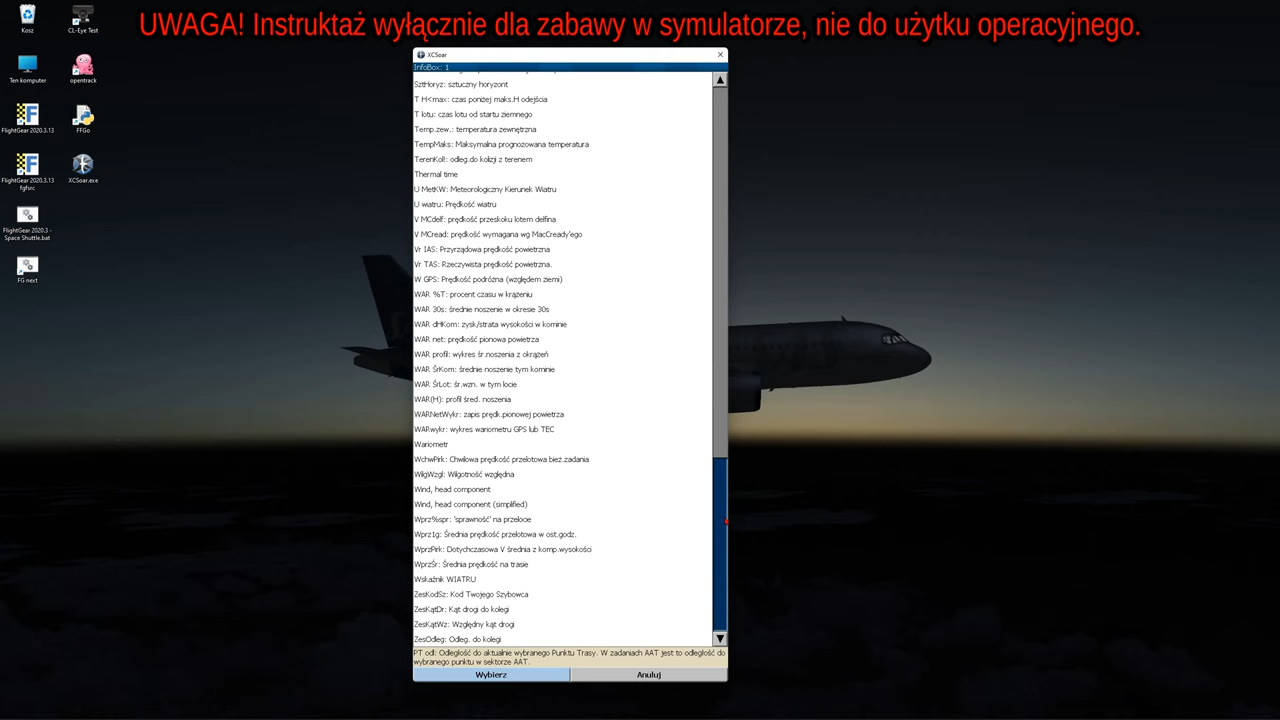 UWAGA! Instruktaż wyłącznie dla zabawy w symulatorze, nie do użytku operacyjnego.
Kosz
CL-Eye Test
Ten komputer
opentrack
FlightGear 2020.3.13
FFGo
FlightGear 2020.3.13
fgfsrc
XCSoar.exe
FlightGear 2020.3 -
Space Shuttle.bat
FG next
XCSoar
InfoBox: 1
SztHoryz: sztuczny horyzont
T H<max: czas poniżej maks.H odejścia
T lotu: czas lotu od startu ziemnego
Temp.zew.: temperatura zewnętrzna
TempMaks: Maksymalna prognozowana temperatura
TerenKol!: odleg.do kolizji z terenem
Thermal time
U MetKW: Meteorologiczny Kierunek Wiatru
U wiatru: Prędkość wiatru
V MCdelf: prędkość przeskoku lotem delfina
V MCread: prędkość wymagana wg MacCready'ego
Vr IAS: Przyrządowa prędkość powietrzna
Vr TAS: Rzeczywista prędkość powietrzna.
W GPS: Prędkość podróżna (względem ziemi)
WAR %T: procent czasu w krążeniu
WAR 30s: średnie noszenie w okresie 30s
WAR dHKom: zysk/strata wysokości w kominie
WAR net: prędkość pionowa powietrza
WAR profil: wykres śr.noszenia z okrążeń
WAR ŚrKom: średnie noszenie tym kominie
WAR ŚrLot: śr.wzn. w tym locie
WAR(H): profil śred. noszenia
WARNetWykr: zapis prędk.pionowej powietrza
WARwykr: wykres wariometru GPS lub TEC
Wariometr
WchwPirk: Chwilowa prędkość przelotowa bież.zadania
WilgWzgl: Wilgotność względna
Wind, head component
Wind, head component (simplified)
Wprz%spr: 'sprawność' na przelocie
Wprz1g: Średnia prędkość przelotowa w ost.godz.
WprzPirk: Dotychczasowa V średnia z komp.wysokości
WprzŚr: Średnia prędkość na trasie
Wskaźnik WIATRU
ZesKodSz: Kod Twojego Szybowca
ZesKątDr: Kąt drogi do kolegi
ZesKątWz: Względny kąt drogi
ZesOdleg: Odleg. do kolegi
PT odl: Odległość do aktualnie wybranego Punktu Trasy. W zadaniach AAT jest to odległość do
wybranego punktu w sektorze AAT.
Wybierz
Anuluj